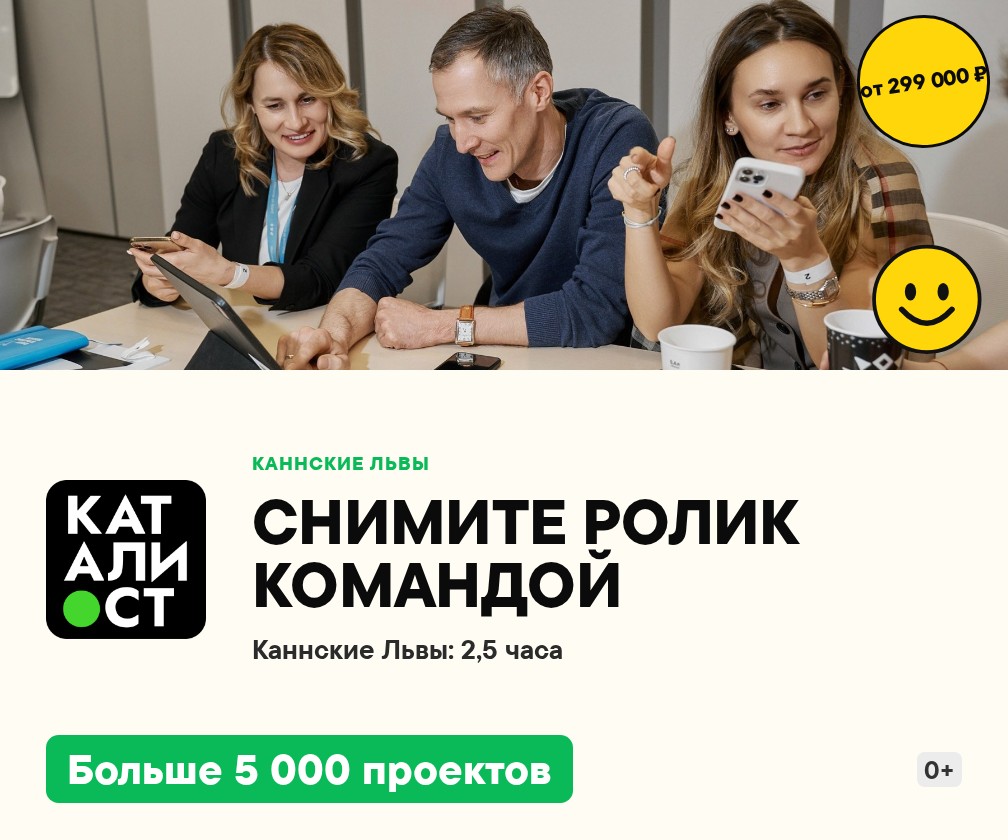 от 299 000 ₽
КАННСКИЕ ЛЬВЫ
КАТ
АЛИ
СТ
СНИМИТЕ РОЛИК
КОМАНДОЙ
Каннские Львы: 2,5 часа
Больше 5 000 проектов
0+